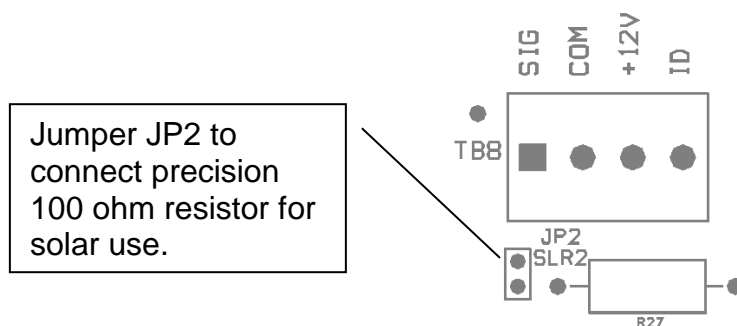 SIG COM +12V ID
TB8
Jumper JP2 to
connect precision
100 ohm resistor for
solar use.
JP2
SLR2
R27